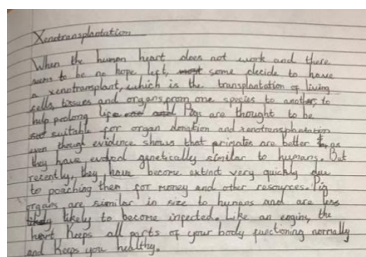 Xenotransplantation
When the human heart does not work and there
seems to be no hope left, some decide to have
a xenotransplant, which is the transplantation of living
cells, tissues and organs from one species to another, to
help prolong life. Pigs are thought to be
suitable for organ donation and xenotransplantation
even though evidence shows that primates are better as
they have evolved genetically similar to humans. But
recently they have become extinct very quickly due
to poaching them for money and other resources. Pig
organs are similar in size to humans and are less
likely to become infected. Like an engine, the
heart keeps all parts of your body functioning normally
and keeps you healthy.